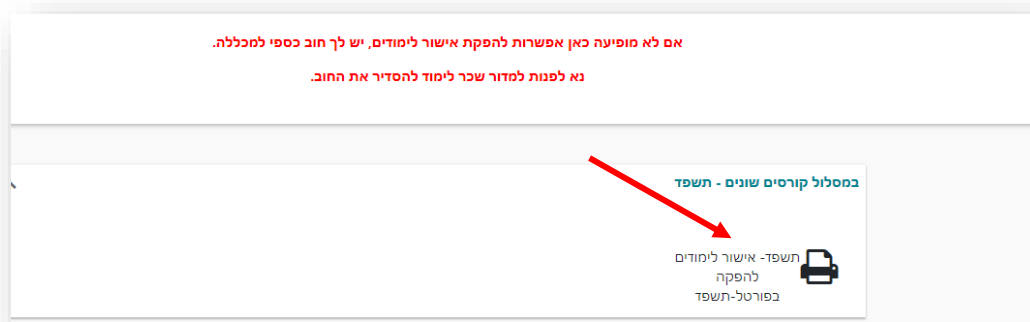 אם לא מופיעה כאן אפשרות להפקת אישור לימודים, יש לך חוב כספי למכללה.
נא לפנות למדור שכר לימוד להסדיר את החוב.
במסלול קורסים שונים - תשפד
תשפד- אישור לימודים
להפקה
בפורטל-תשפד